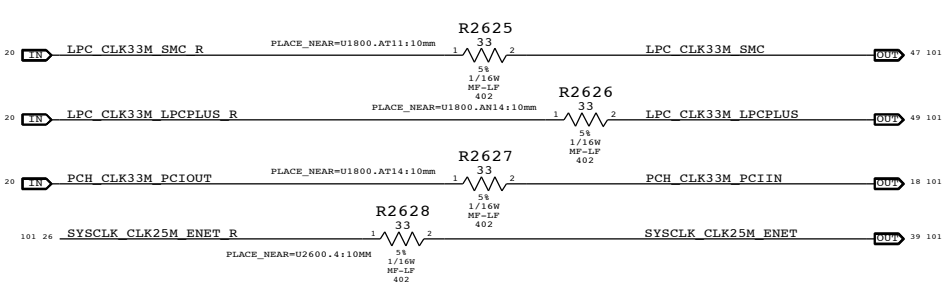 R2625
PLACE_NEAR=U1800.AT11:10mm 33
20 IN LPC_CLK33M_SMC_R 1 2 LPC_CLK33M_SMC OUT 47 101
5%
1/16W
MF-LF
402
R2626
PLACE_NEAR=U1800.AN14:10mm 33
20 IN LPC_CLK33M_LPCPLUS_R 1 2 LPC_CLK33M_LPCPLUS OUT 49 101
5%
1/16W
MF-LF
402
R2627
PLACE_NEAR=U1800.AT14:10mm 33
20 IN PCH_CLK33M_PCIOUT 1 2 PCH_CLK33M_PCIIN OUT 18 101
5%
1/16W
MF-LF
402
R2628
33
101 26 SYSCLK_CLK25M_ENET_R 1 2 SYSCLK_CLK25M_ENET OUT 39 101
PLACE_NEAR=U2600.4:10MM 5%
1/16W
MF-LF
402